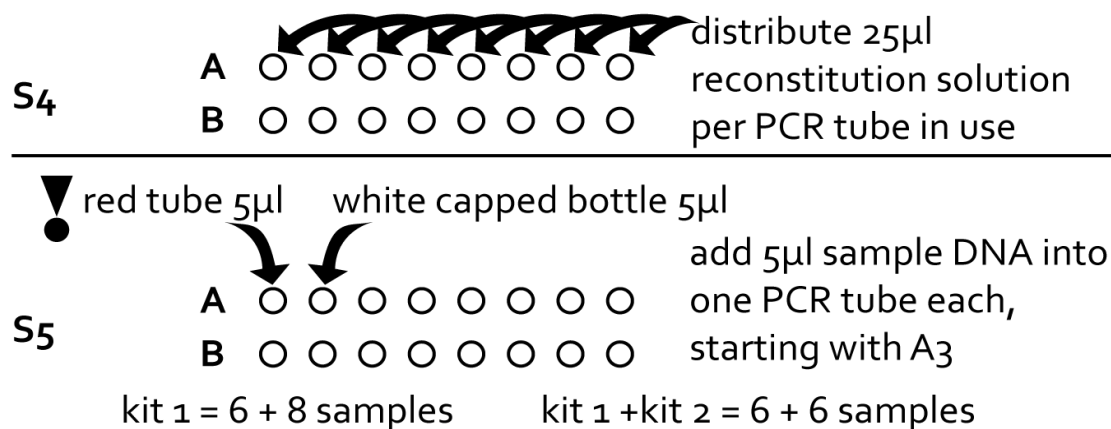 distribute 25µl
A
S4
reconstitution solution
B
per PCR tube in use
! red tube 5µl white capped bottle 5µl
add 5µl sample DNA into
A
one PCR tube each,
S5
B
starting with A3
kit 1 = 6 + 8 samples kit 1 +kit 2 = 6 + 6 samples